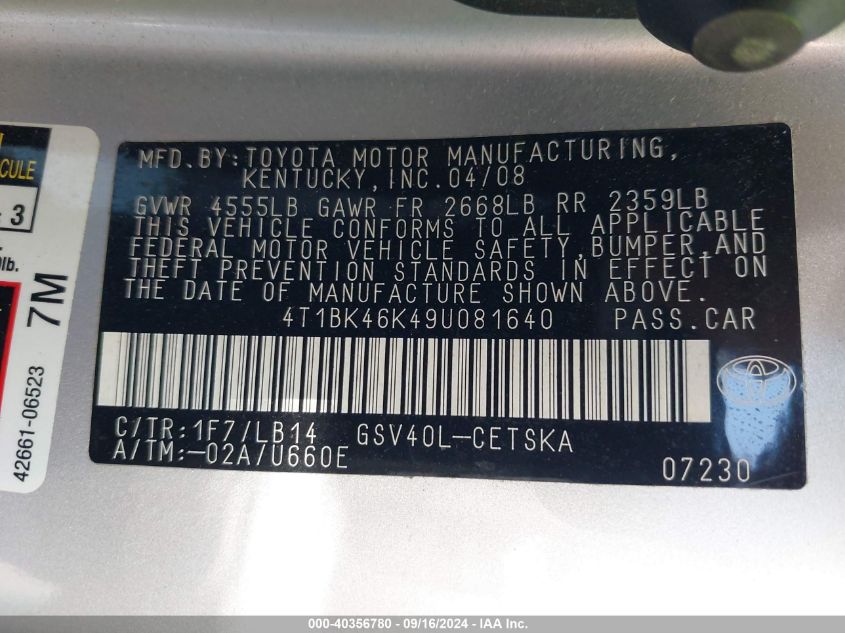 MFD.BY:TOYOTA MOTOR MANUFACTURING,
KENTUCKY,INC.04/08
GVWR 4555LB GAWR FR 2668LB RR 2359LB
THIS VEHICLE CONFORMS TO ALL APPLICABLE
FEDERAL MOTOR VEHICLE SAFETY,BUMPER,AND
THEFT PREVENTION STANDARDS IN EFFECT ON
THE DATE OF MANUFACTURE SHOWN ABOVE.
4T1BK46K49U081640 PASS.CAR
C/TR:1F7/LB14 GSV40L-CETSKA
A/TM:-02A/U660E
07230
3
lb.
7M
42661-06523
000-40356780 - 09/16/2024 - IAA Inc.